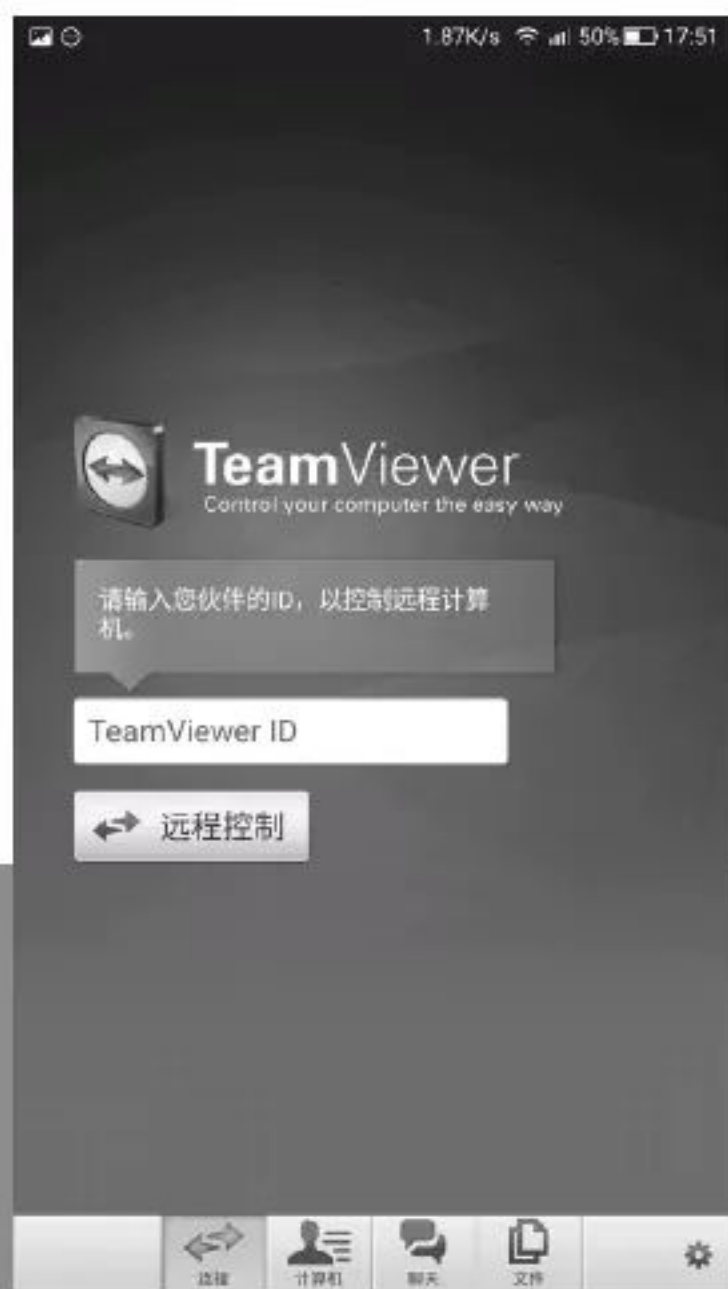 1.87K/s 50% 17:51
TeamViewer
Control your computer the easy way
请输入您伙伴的ID，以控制远程计算
机。
TeamViewer ID
远程控制
连接 计算机 聊天 文件